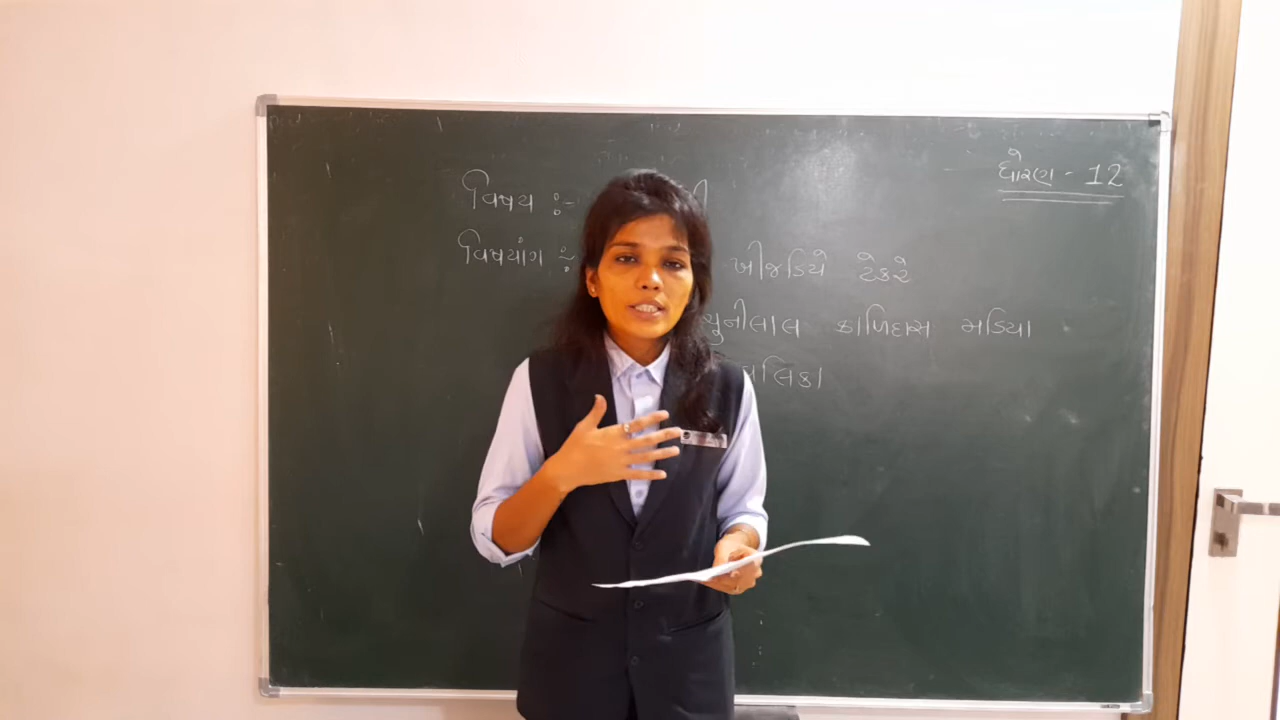 ધોરણ - 12
વિષય :-
વિષયાંગ :- ખીજડિયે ટેકરે
ચુનીલાલ કાળિદાસ મડિયા